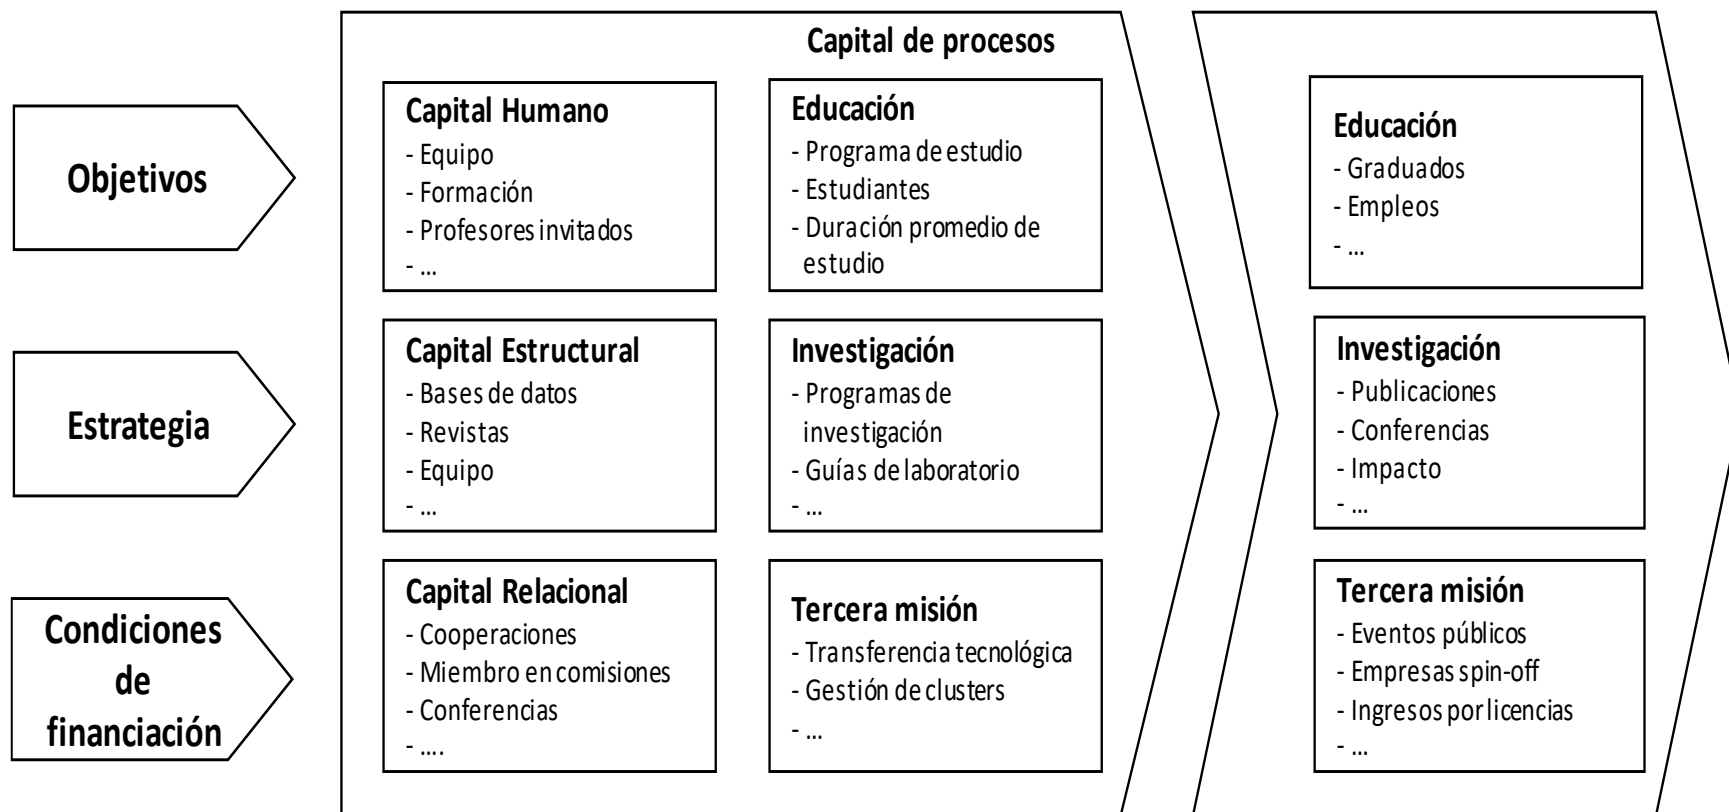 Objetivos
Estrategia
Condiciones
de
financiación
Capital de procesos
Capital Humano
- Equipo
- Formación
- Profesores invitados
- ...
Capital Estructural
- Bases de datos
- Revistas
- Equipo
- ...
Capital Relacional
- Cooperaciones
- Miembro en comisiones
- Conferencias
- ....
Educación
- Programa de estudio
- Estudiantes
- Duración promedio de
estudio
Investigación
- Programas de
investigación
- Guías de laboratorio
- ...
Tercera misión
- Transferencia tecnológica
- Gestión de clusters
- ...
Educación
- Graduados
- Empleos
- ...
Investigación
- Publicaciones
- Conferencias
- Impacto
- ...
Tercera misión
- Eventos públicos
- Empresas spin-off
- Ingresos por licencias
- ...